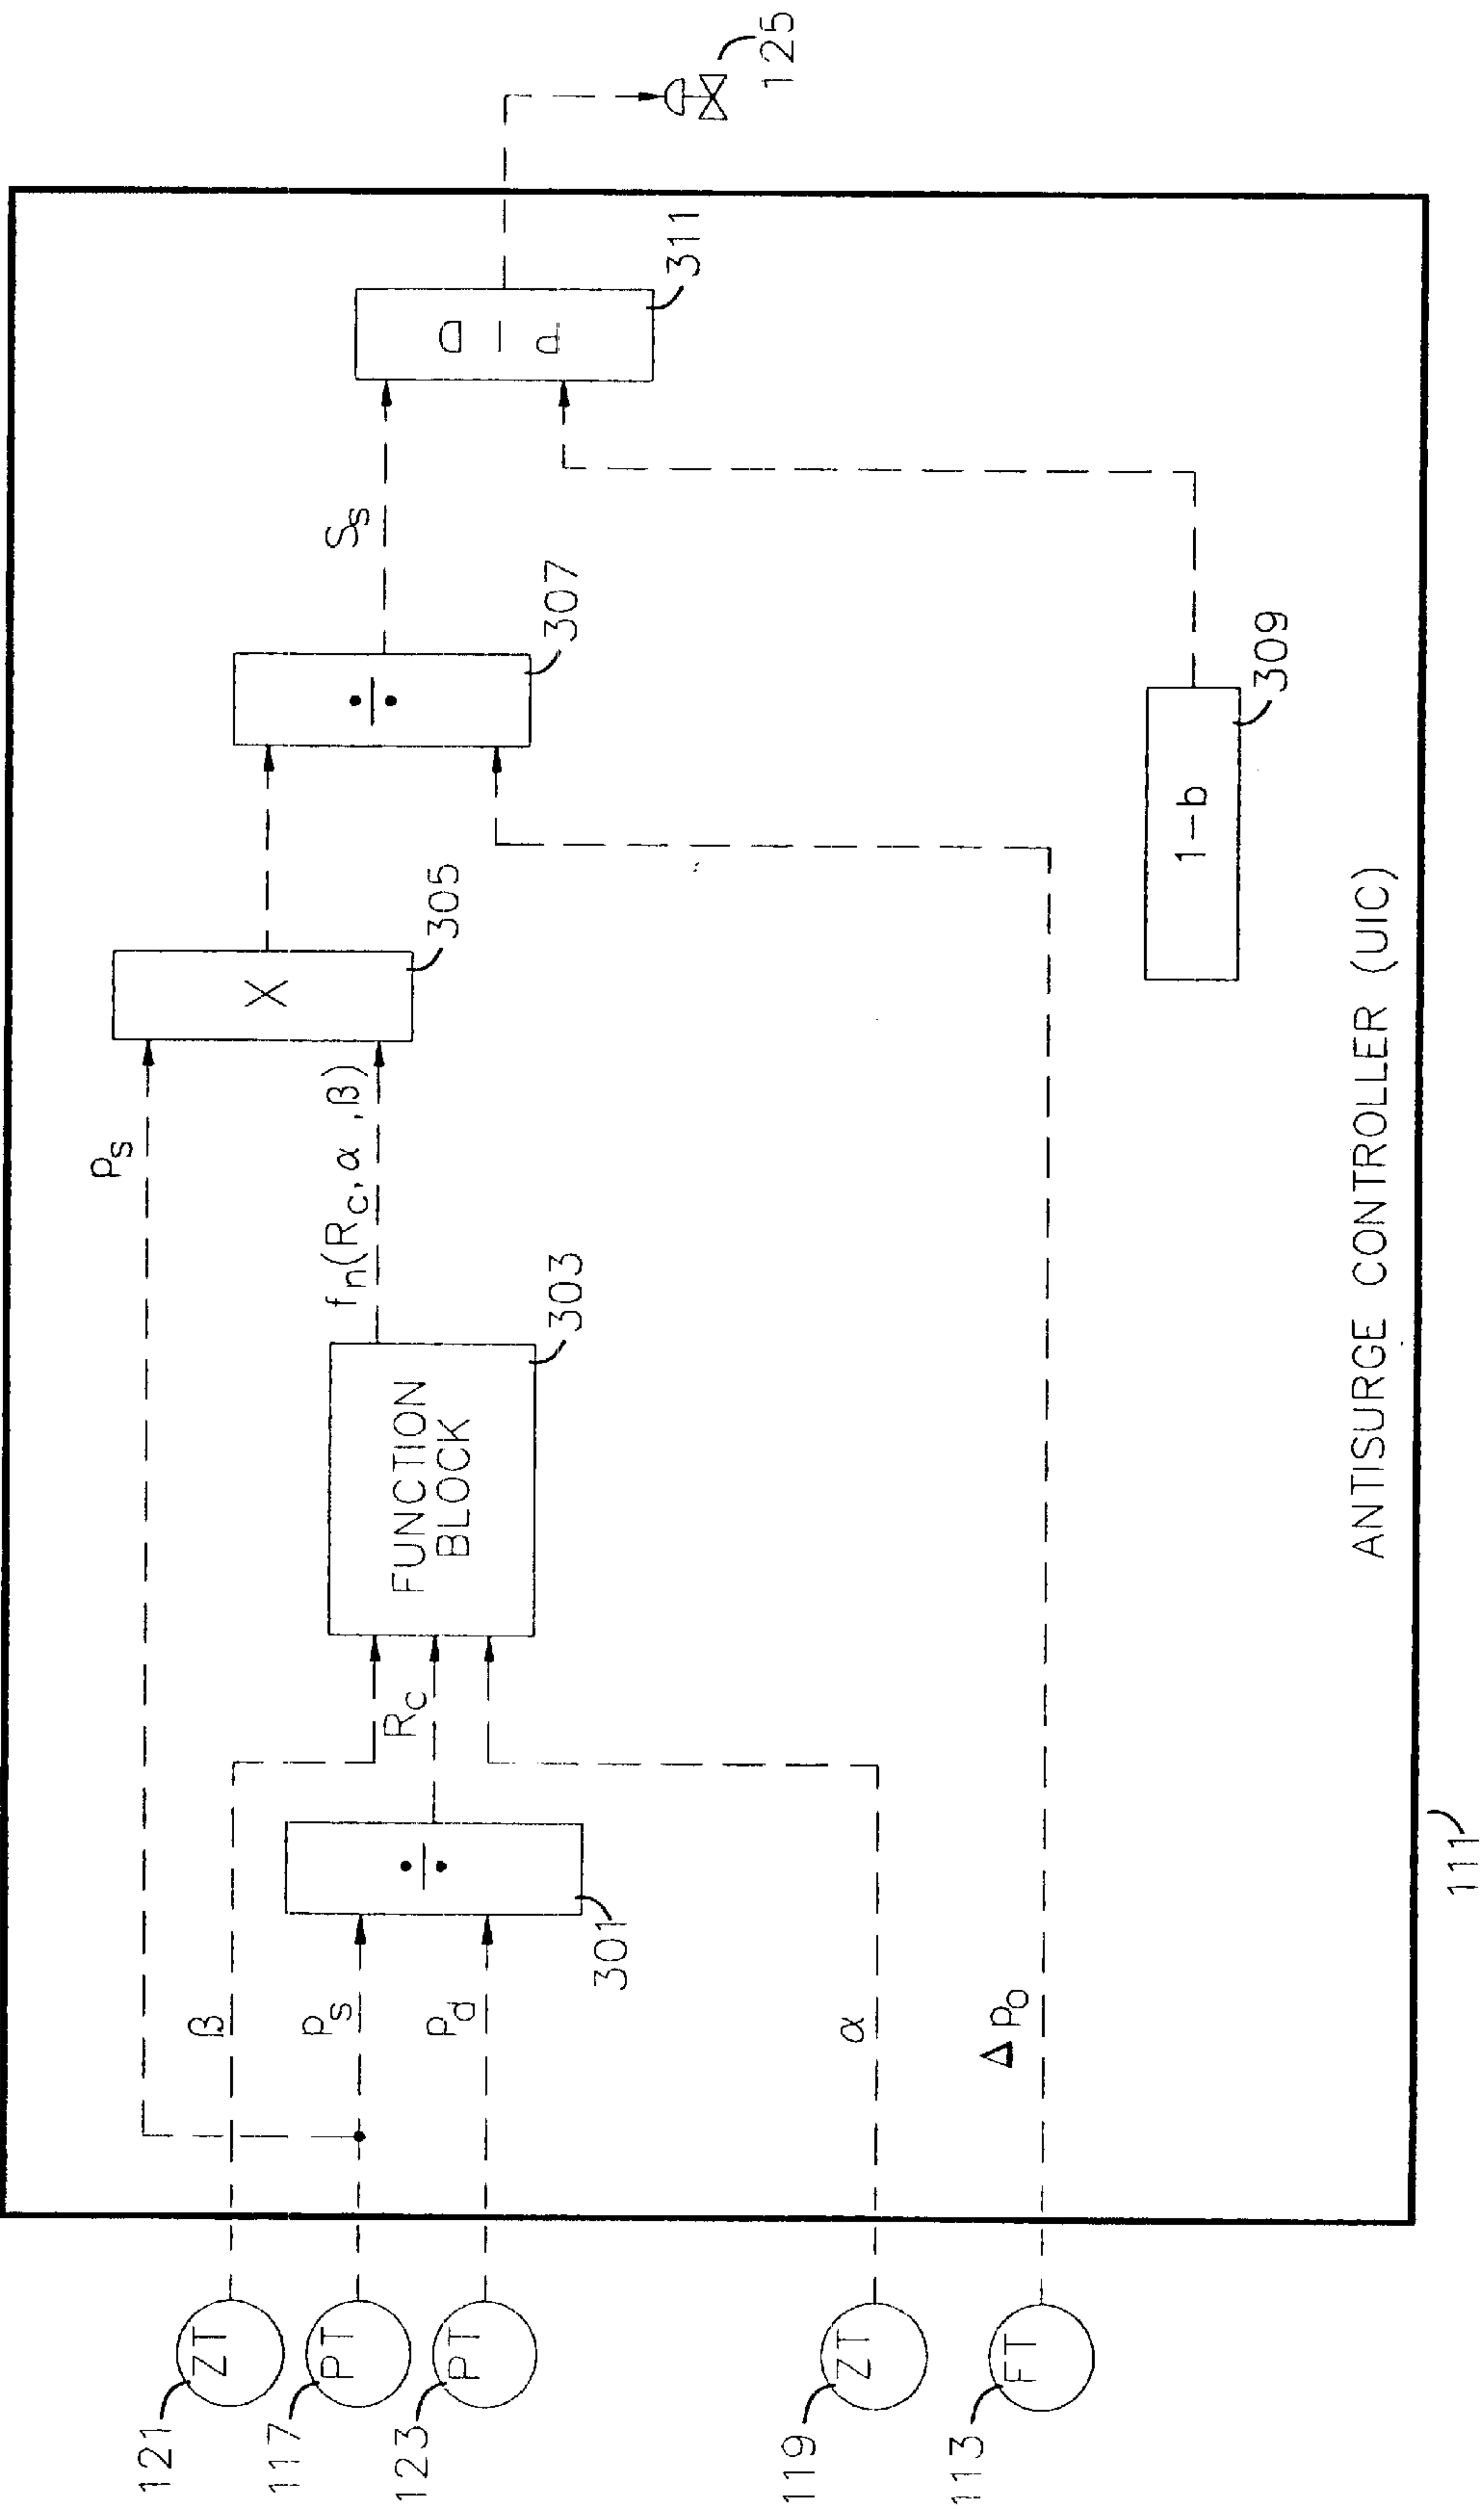 121
ZT
β
117
PT
p_s
123
PT
p_d
119
ZT
α
113
FT
Δ p_o
p_s
÷
301
R_c
FUNCTION
BLOCK
303
f_n(R_c, α, β)
X
305
÷
307
S_s
1-b
309
P
I
D
311
125
ANTISURGE CONTROLLER (UIC)
111